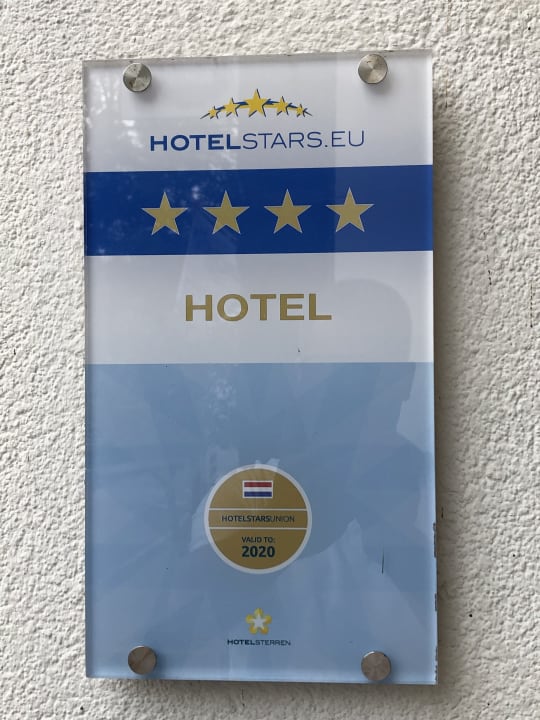 HOTELSTARS.EU
HOTEL
HOTELSTARSUNION
VALID TO:
2020
HOTELSTERREN